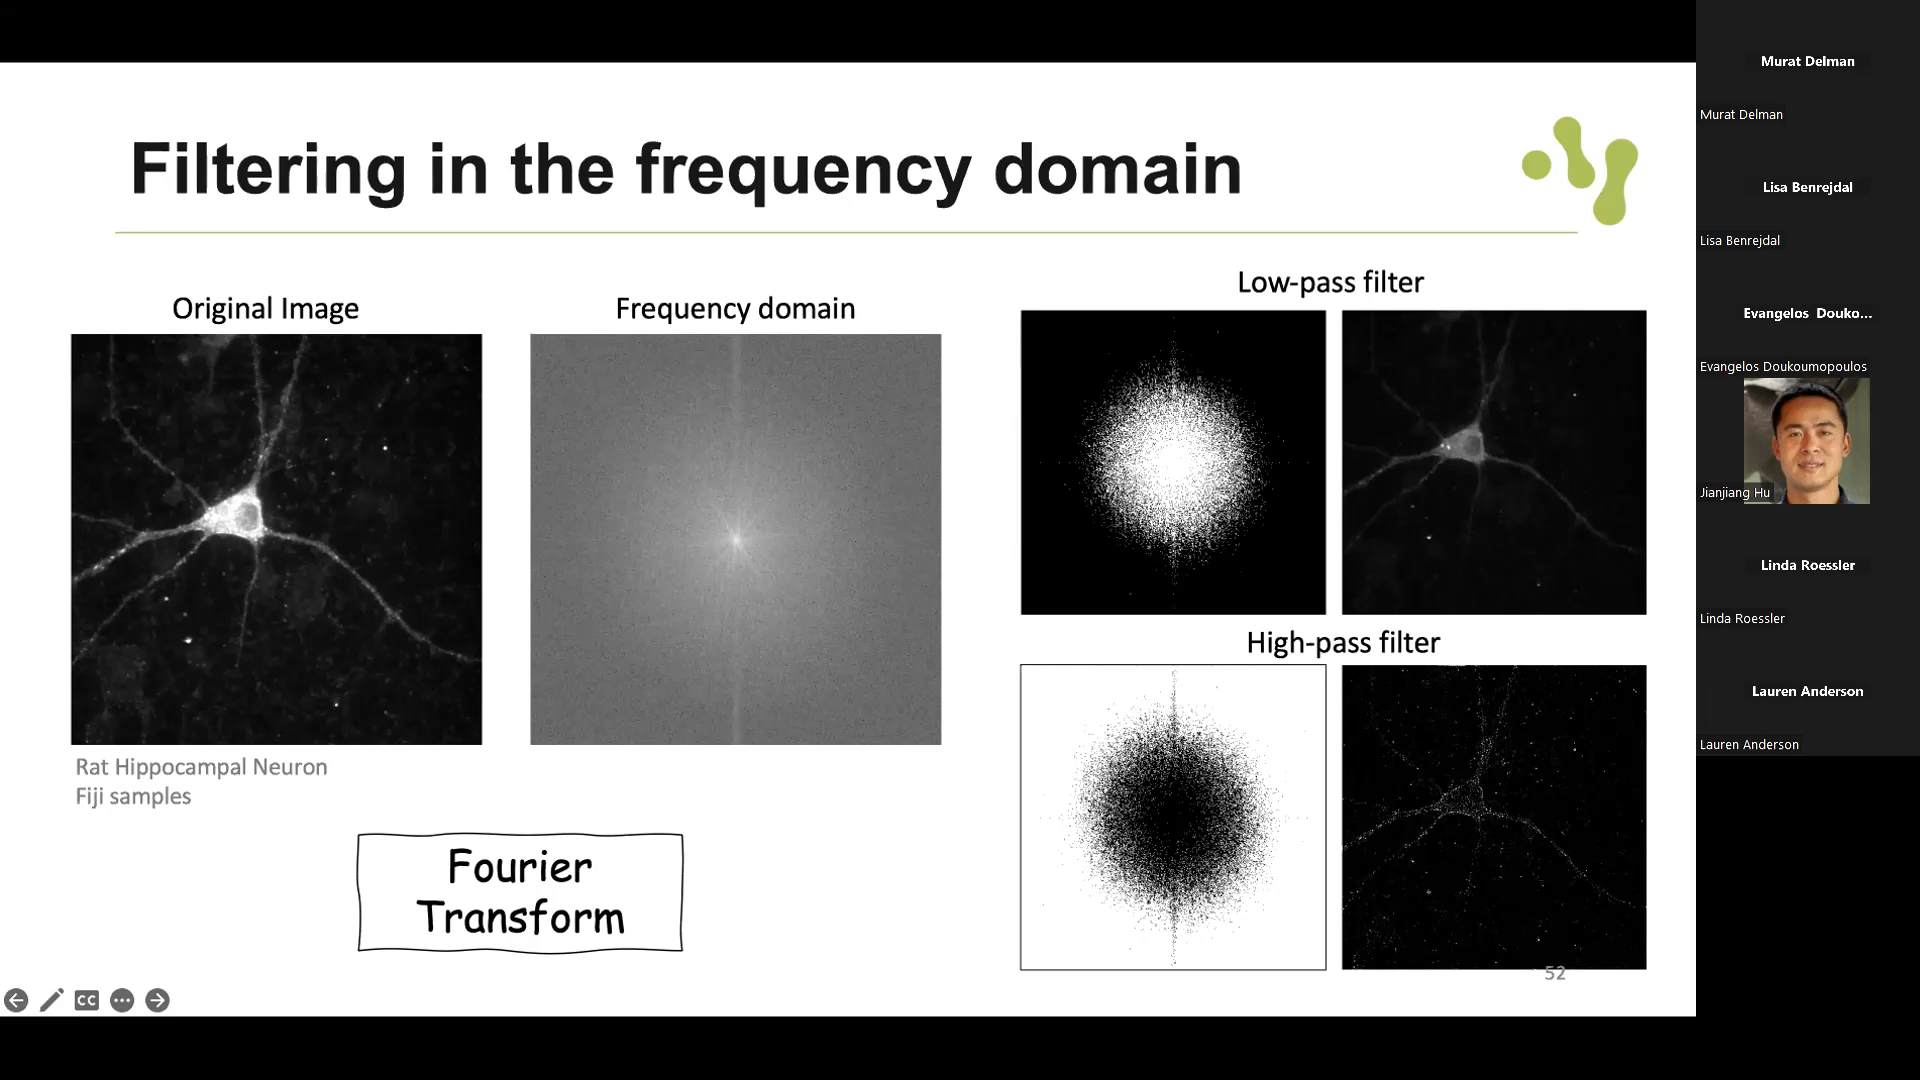 Filtering in the frequency domain
Original Image
Frequency domain
Low-pass filter
High-pass filter
Rat Hippocampal Neuron
Fiji samples
Fourier
Transform
52
CC
Murat Delman
Murat Delman
Lisa Benrejdal
Lisa Benrejdal
Evangelos Douko...
Evangelos Doukoumopoulos
Jianjiang Hu
Linda Roessler
Linda Roessler
Lauren Anderson
Lauren Anderson